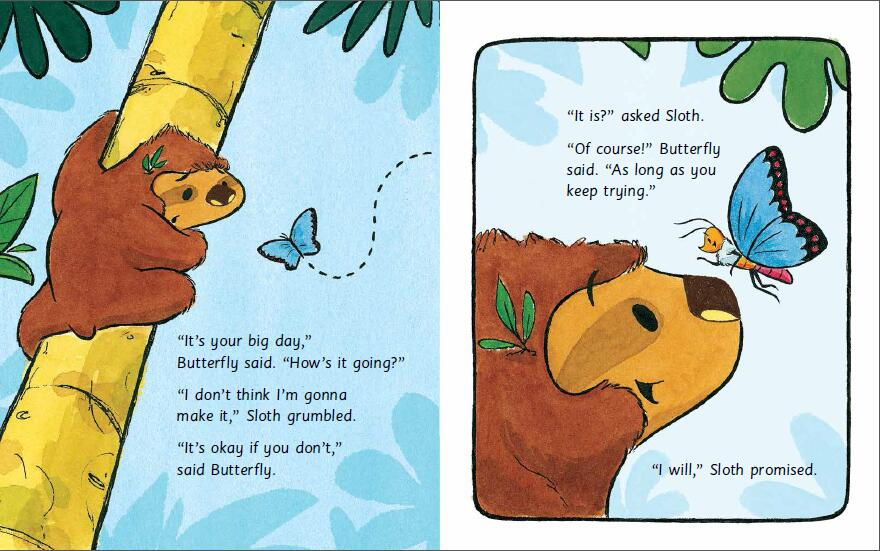 “It’s your big day,”
Butterfly said. “How’s it going?”
“I don’t think I’m gonna
make it,” Sloth grumbled.
“It’s okay if you don’t,”
said Butterfly.
“It is?” asked Sloth.
“Of course!” Butterfly
said. “As long as you
keep trying.”
“I will,” Sloth promised.